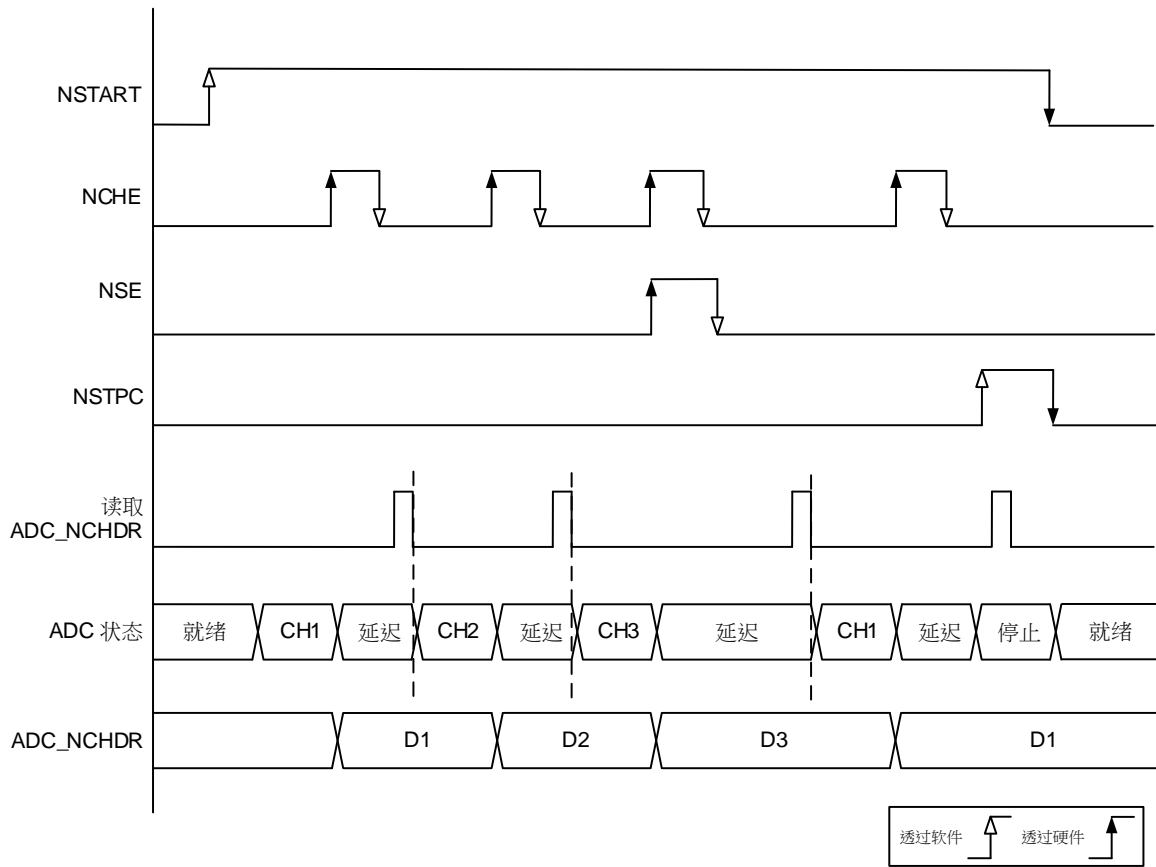 NSTART
NCHE
NSE
NSTPC
读取
ADC_NCHDR
ADC 状态
就绪 CH1 延迟 CH2 延迟 CH3 延迟 CH1 延迟 停止 就绪
ADC_NCHDR
D1 D2 D3 D1
透过软件 透过硬件